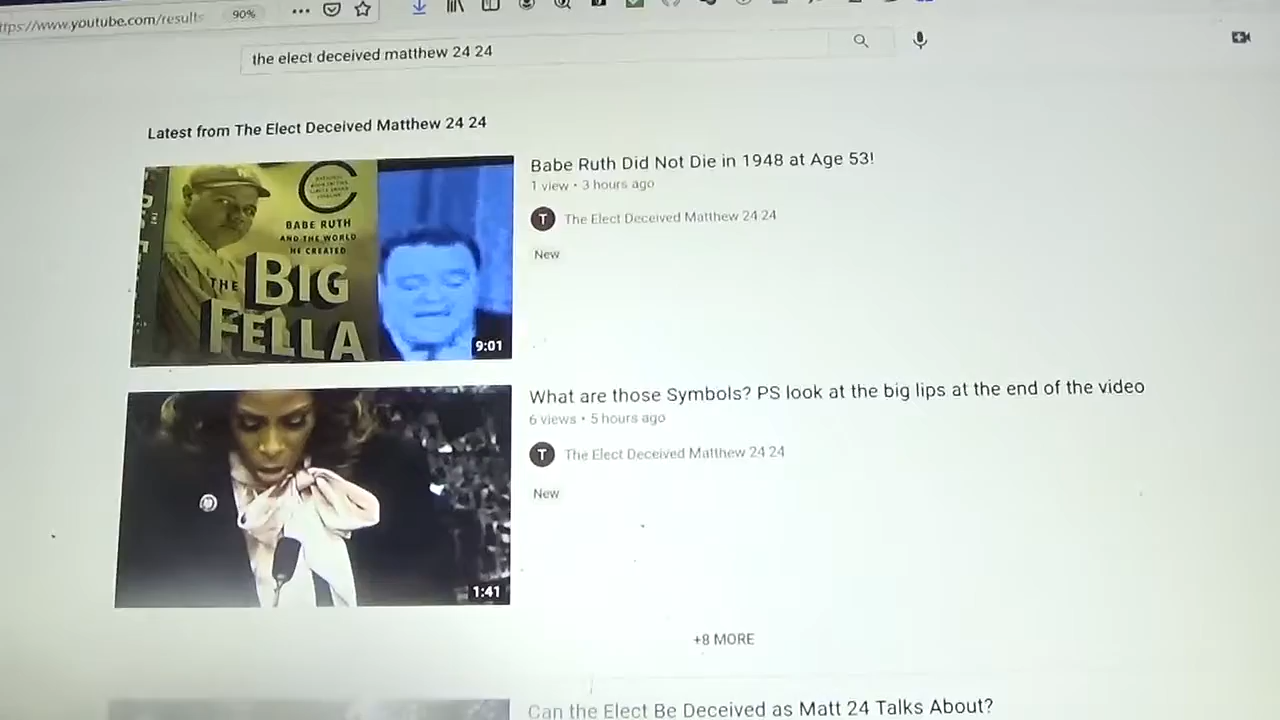 ttps://www.youtube.com/results
90%
the elect deceived matthew 24 24
Latest from The Elect Deceived Matthew 24 24
BABE RUTH
AND THE WORLD
HE CREATED
THE BIG
FELLA
9:01
Babe Ruth Did Not Die in 1948 at Age 53!
1 view • 3 hours ago
T The Elect Deceived Matthew 24 24
New
1:41
What are those Symbols? PS look at the big lips at the end of the video
6 views • 5 hours ago
T The Elect Deceived Matthew 24 24
New
+8 MORE
Can the Elect Be Deceived as Matt 24 Talks About?